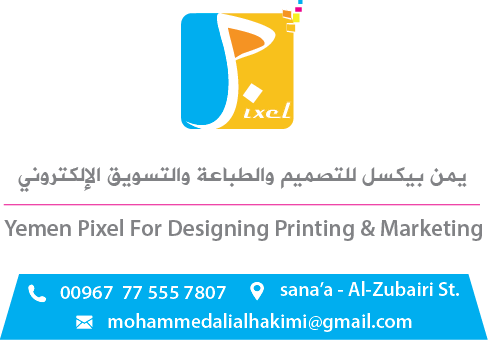 Pixel
يمن بيكسل للتصميم والطباعة والتسويق الإلكتروني
Yemen Pixel For Designing Printing & Marketing
00967 77 555 7807
sana’a - Al-Zubairi St.
mohammedalialhakimi@gmail.com